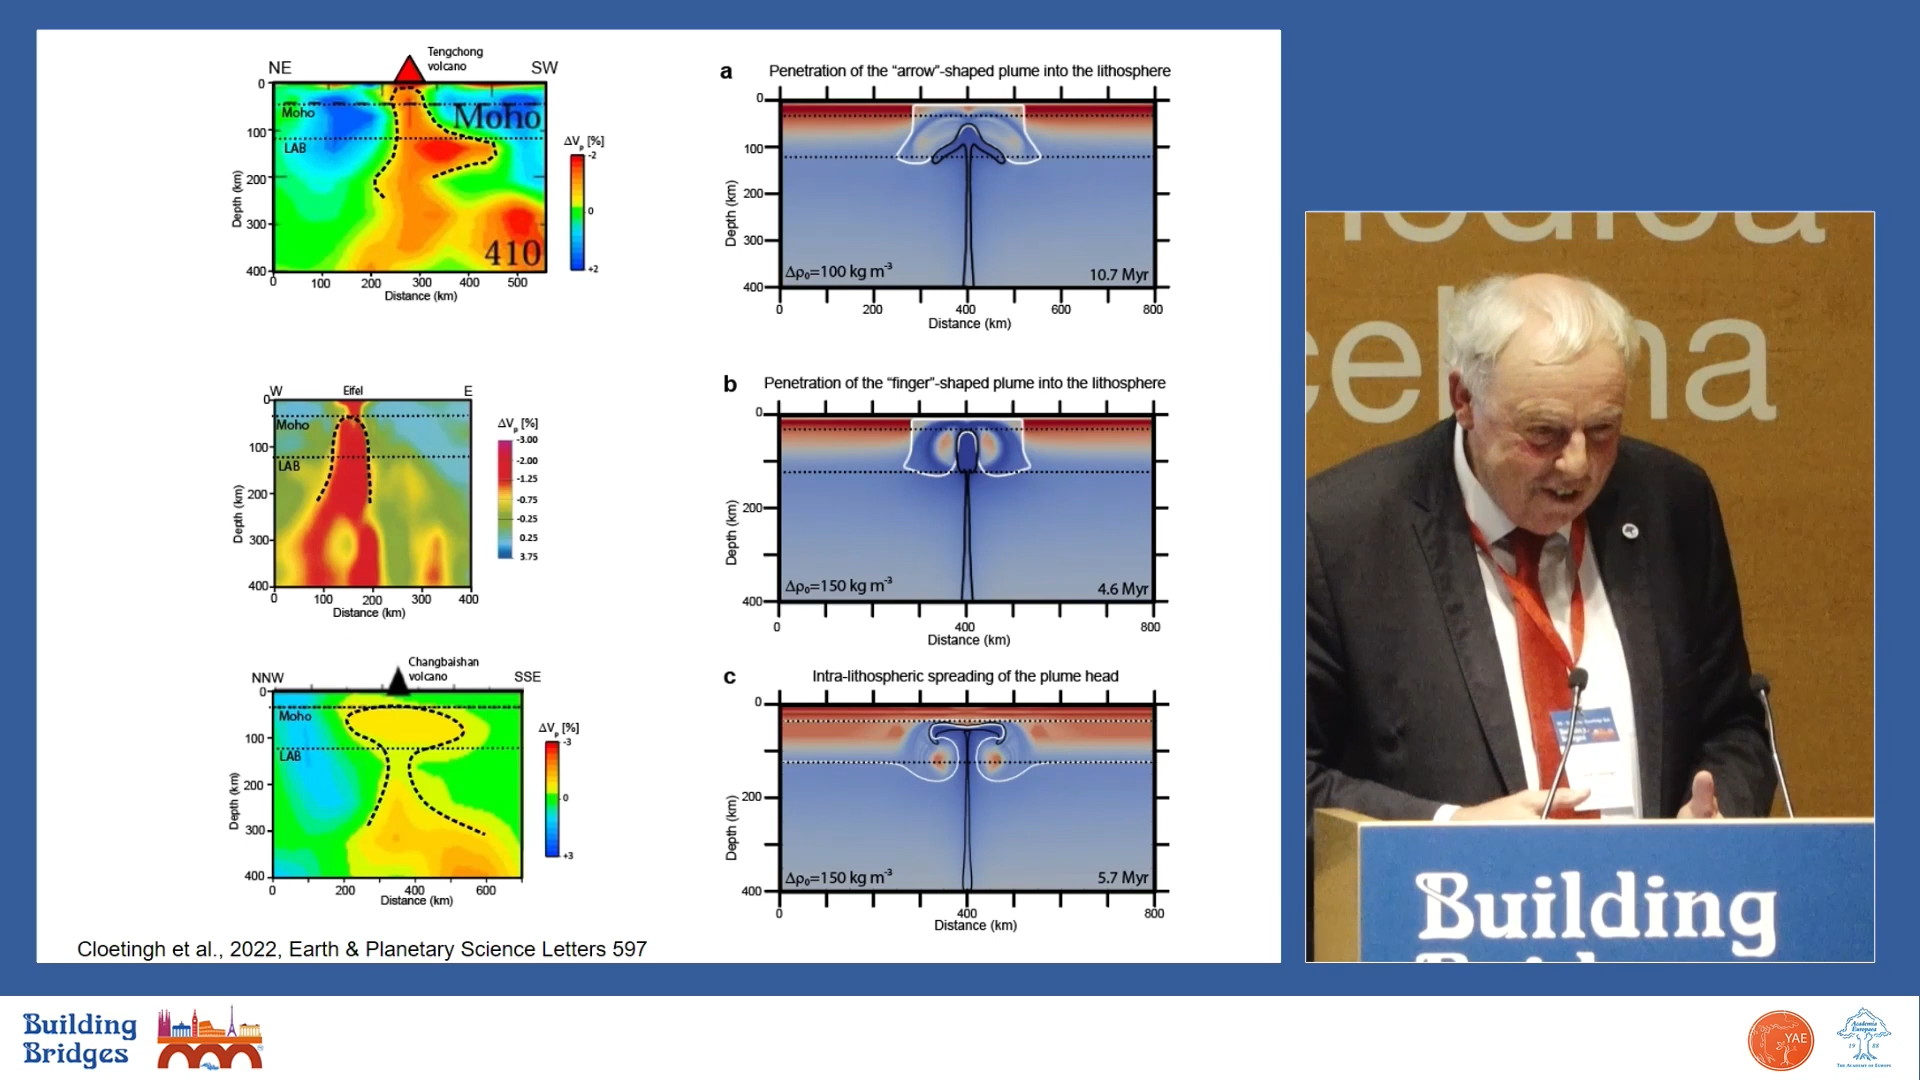 NE
Tengchong
volcano
SW
0
100
200
300
400
Depth (km)
Moho
LAB
Moho
410
0
100
200
300
400
500
Distance (km)
ΔVp [%]
-2
0
+2
W
Eifel
E
0
100
200
300
400
Depth (km)
Moho
LAB
0
100
200
300
400
Distance (km)
ΔVp [%]
-3.00
-2.00
-1.25
-0.75
-0.25
0.25
3.75
NNW
Changbaishan
volcano
SSE
0
100
200
300
400
Depth (km)
Moho
LAB
0
200
400
600
Distance (km)
ΔVp [%]
-3
0
+3
Cloetingh et al., 2022, Earth & Planetary Science Letters 597
a
Penetration of the “arrow”-shaped plume into the lithosphere
0
100
200
300
400
Depth (km)
Δρ₀=100 kg m⁻³
10.7 Myr
0
200
400
600
800
Distance (km)
b
Penetration of the “finger”-shaped plume into the lithosphere
0
200
400
Depth (km)
Δρ₀=150 kg m⁻³
4.6 Myr
0
400
800
Distance (km)
c
Intra-lithospheric spreading of the plume head
0
200
400
Depth (km)
Δρ₀=150 kg m⁻³
5.7 Myr
0
400
800
Distance (km)
Building
Building
Bridges
YAE
Academia
Europaea
19 88
THE ACADEMY OF EUROPE